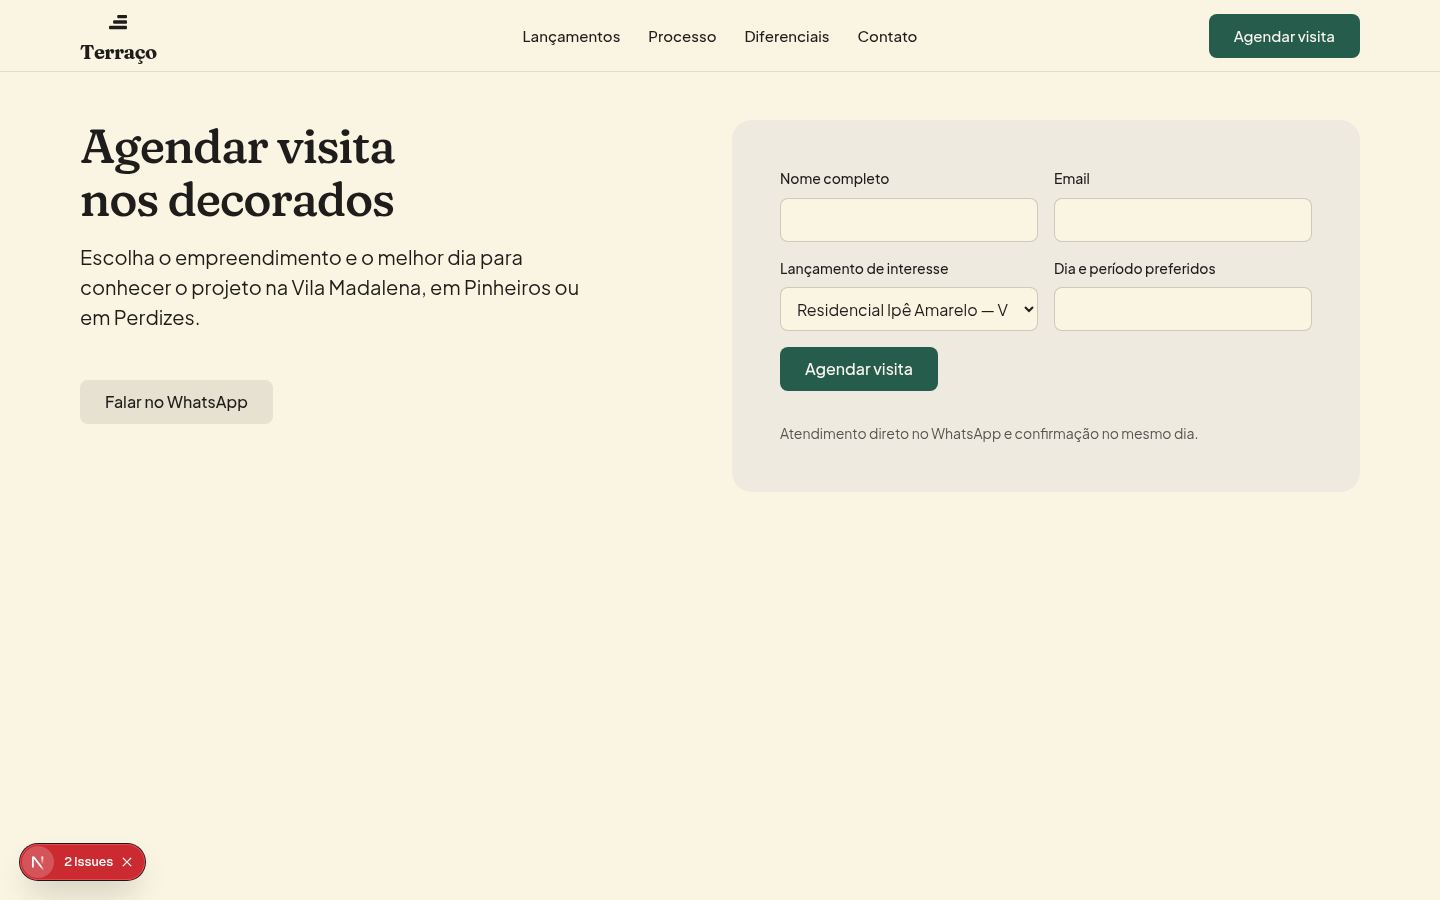 Terraço
Lançamentos
Processo
Diferenciais
Contato
Agendar visita
Agendar visita
nos decorados
Escolha o empreendimento e o melhor dia para
conhecer o projeto na Vila Madalena, em Pinheiros ou
em Perdizes.
Falar no WhatsApp
Nome completo
Email
Lançamento de interesse
Dia e período preferidos
Residencial Ipê Amarelo — V
Agendar visita
Atendimento direto no WhatsApp e confirmação no mesmo dia.
N
2 Issues